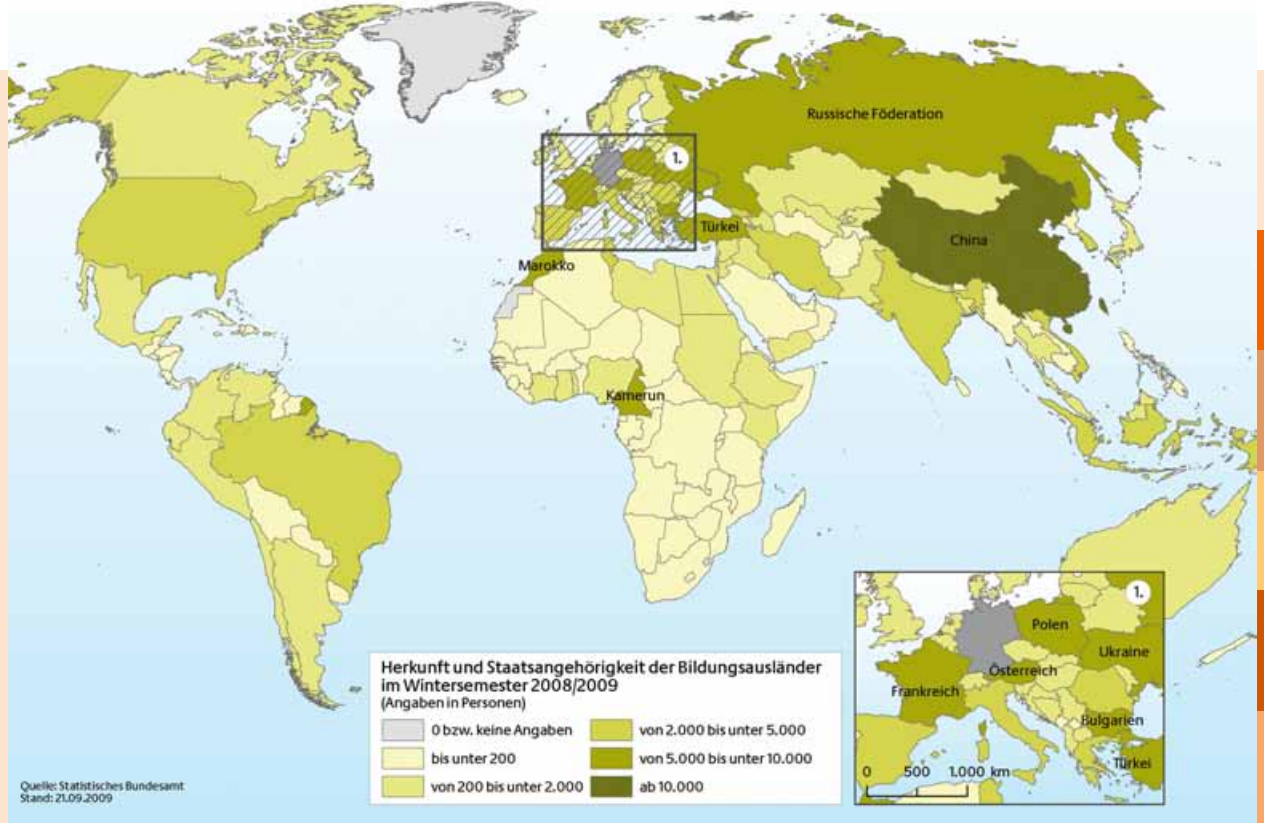 Russische Föderation
1.
Türkei
China
Marokko
Kamerun
1.
Polen
Ukraine
Österreich
Frankreich
Bulgarien
Türkei
0 500 1.000 km
Herkunft und Staatsangehörigkeit der Bildungsausländer
im Wintersemester 2008/2009
(Angaben in Personen)
0 bzw. keine Angaben
bis unter 200
von 200 bis unter 2.000
von 2.000 bis unter 5.000
von 5.000 bis unter 10.000
ab 10.000
Quelle: Statistisches Bundesamt
Stand: 21.09.2009